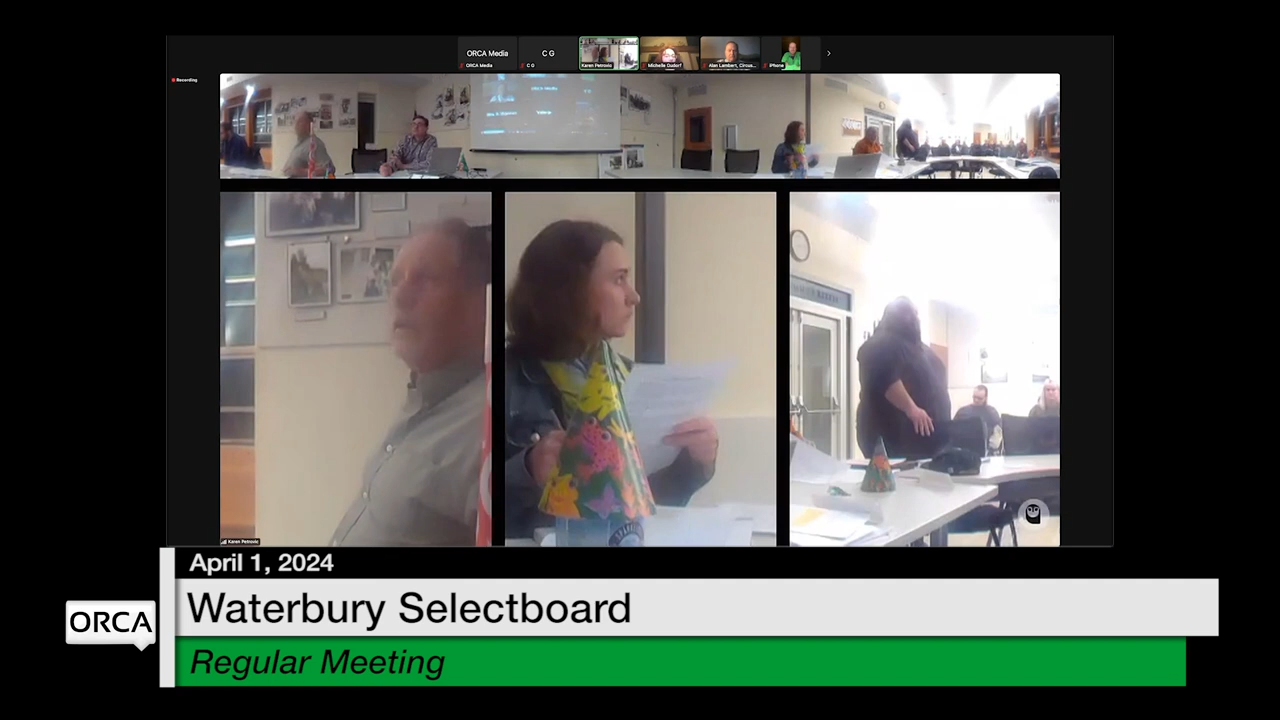 ORCA Media
C G
ORCA Media
C G
Karen Petrovic
Michelle Gudorf
Alan Lambert, Circus...
iPhone
Recording
Karen Petrovic
April 1, 2024
Waterbury Selectboard
Regular Meeting
ORCA